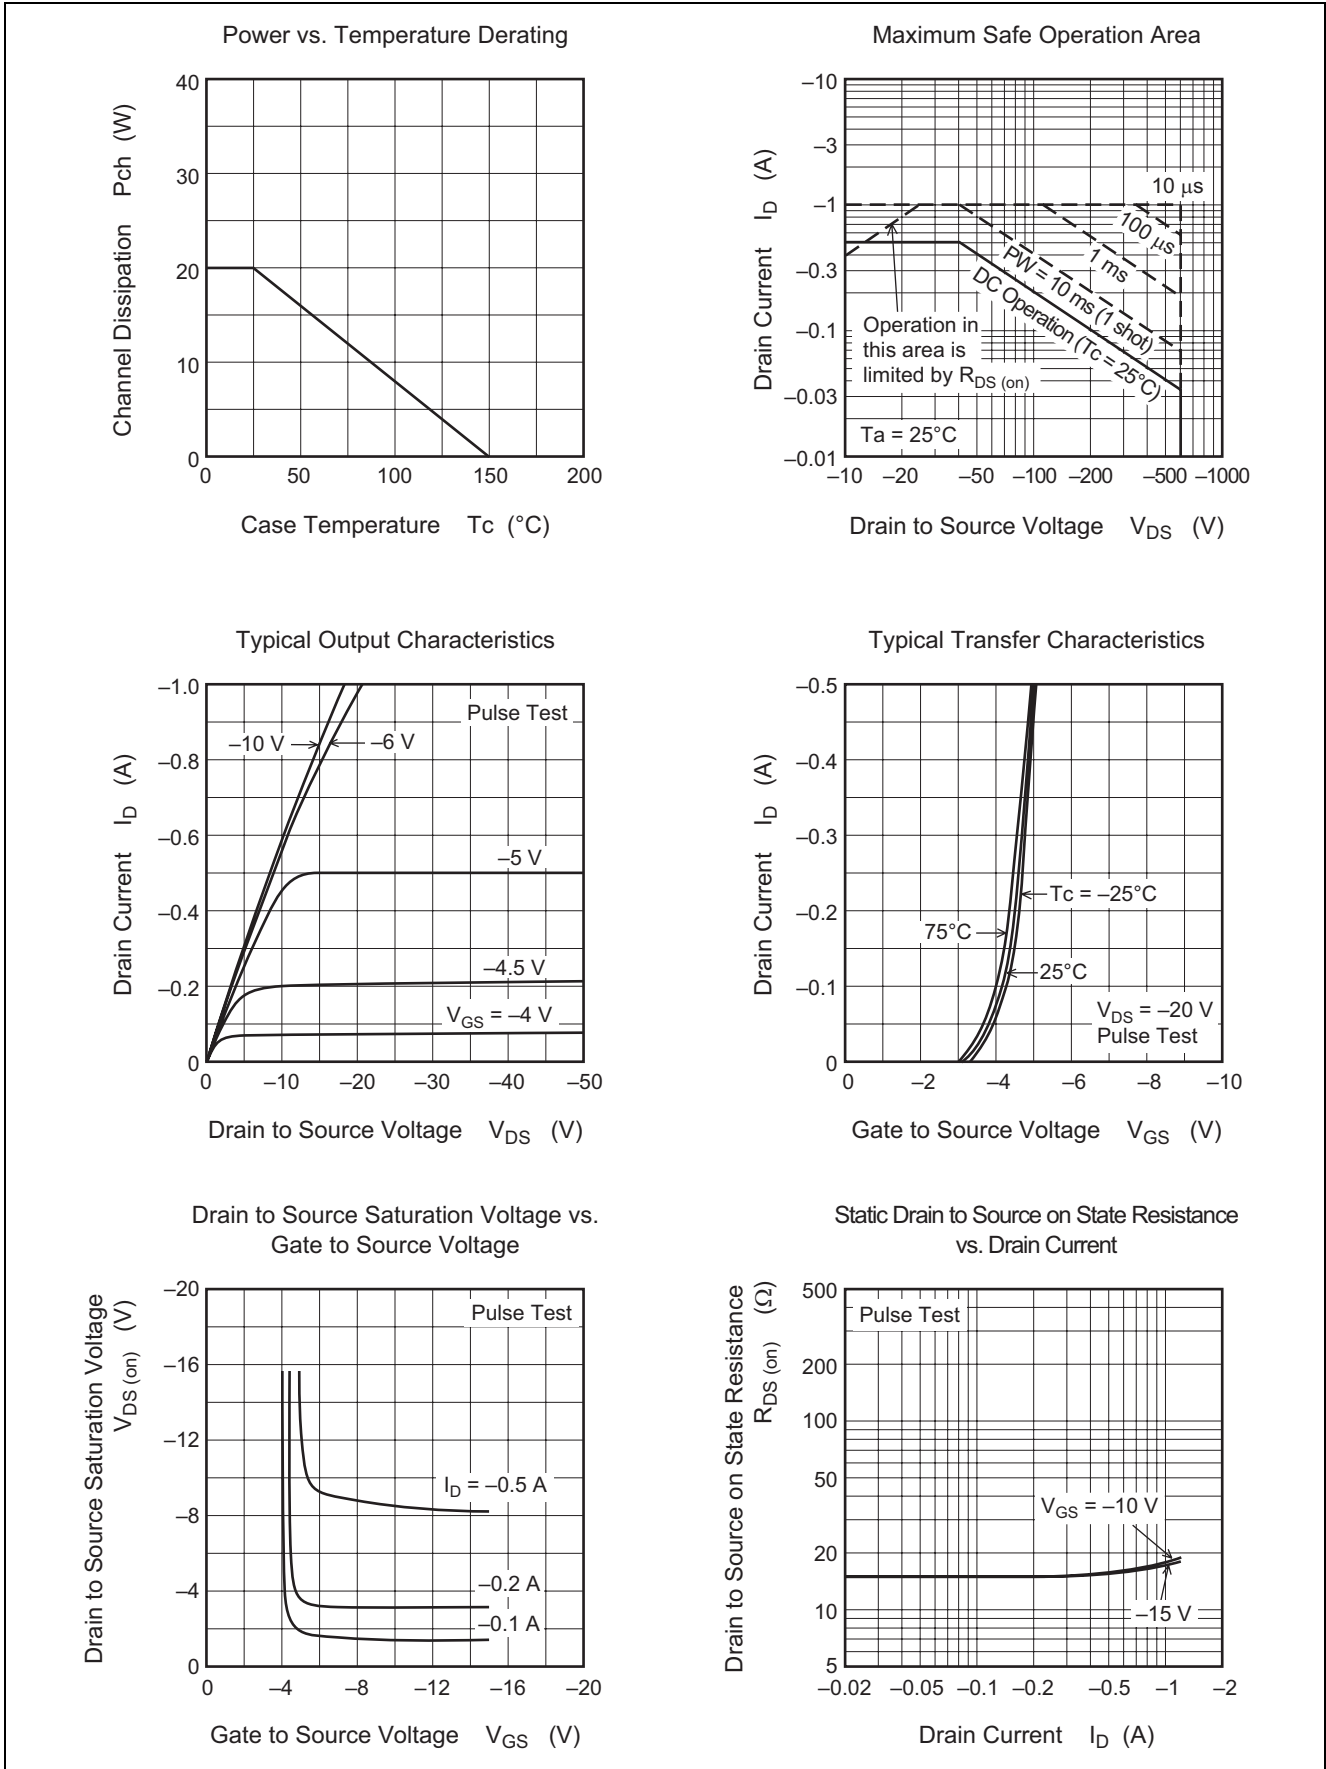 Power vs. Temperature Derating
Channel Dissipation   Pch  (W)
40
30
20
10
0
0
50
100
150
200
Case Temperature   Tc  (°C)
Maximum Safe Operation Area
Drain Current   I_D   (A)
–10
–3
–1
–0.3
–0.1
–0.03
–0.01
10 μs
100 μs
1 ms
PW = 10 ms (1 shot)
DC Operation (Tc = 25°C)
Operation in
this area is
limited by R_DS (on)
Ta = 25°C
–10
–20
–50
–100
–200
–500
–1000
Drain to Source Voltage   V_DS   (V)
Typical Output Characteristics
Drain Current   I_D   (A)
–1.0
–0.8
–0.6
–0.4
–0.2
0
Pulse Test
–10 V
–6 V
–5 V
–4.5 V
V_GS = –4 V
0
–10
–20
–30
–40
–50
Drain to Source Voltage   V_DS   (V)
Typical Transfer Characteristics
Drain Current   I_D   (A)
–0.5
–0.4
–0.3
–0.2
–0.1
0
Tc = –25°C
75°C
25°C
V_DS = –20 V
Pulse Test
0
–2
–4
–6
–8
–10
Gate to Source Voltage   V_GS   (V)
Drain to Source Saturation Voltage vs.
Gate to Source Voltage
Drain to Source Saturation Voltage
V_DS (on)   (V)
–20
–16
–12
–8
–4
0
Pulse Test
I_D = –0.5 A
–0.2 A
–0.1 A
0
–4
–8
–12
–16
–20
Gate to Source Voltage   V_GS   (V)
Static Drain to Source on State Resistance
vs. Drain Current
Drain to Source on State Resistance
R_DS (on)   (Ω)
500
200
100
50
20
10
5
Pulse Test
V_GS = –10 V
–15 V
–0.02
–0.05
–0.1
–0.2
–0.5
–1
–2
Drain Current   I_D  (A)